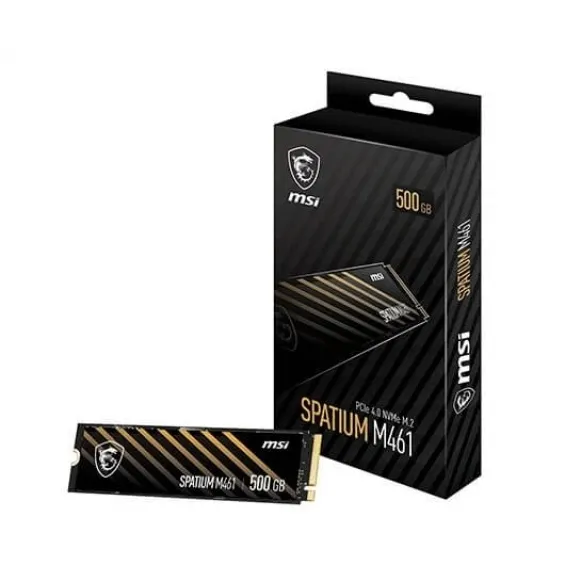 msi
500 GB
msi
SPATIUM
PCIe 4.0 NVMe M.2
SPATIUM M461
SPATIUM M461
msi
msi
SPATIUM M461 | 500 GB